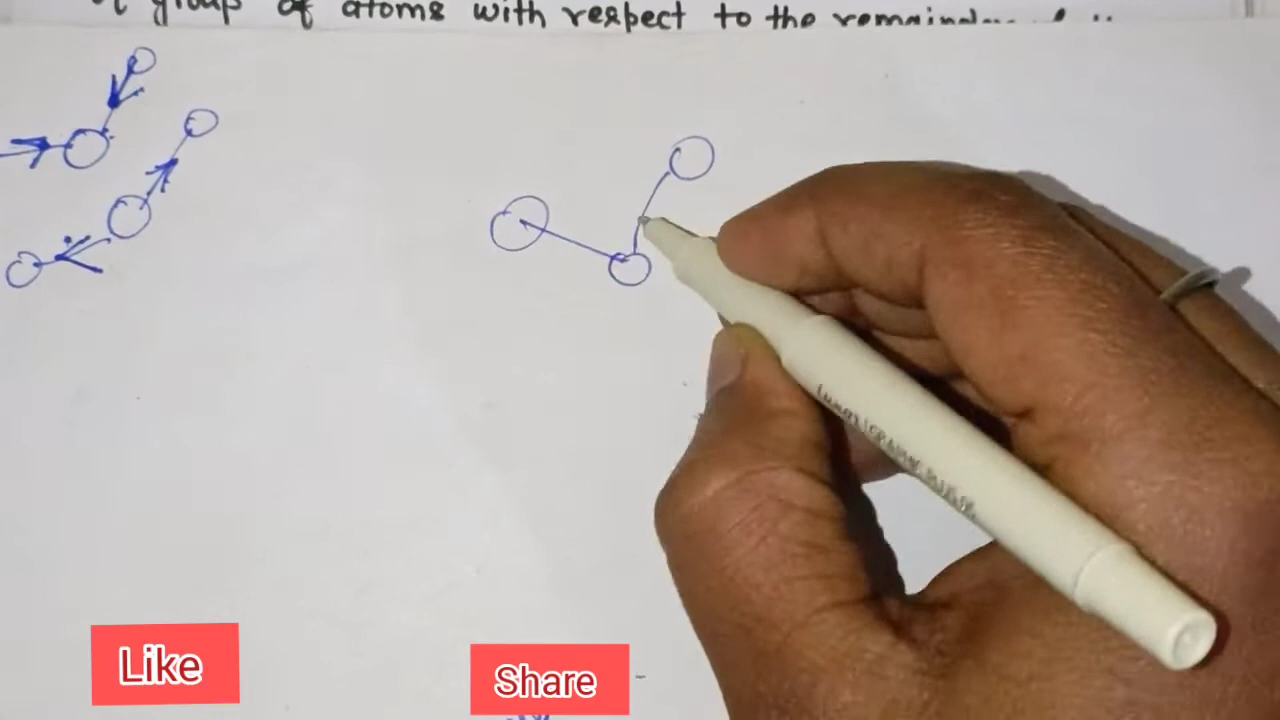 group of atoms with respect to the
Like
Share